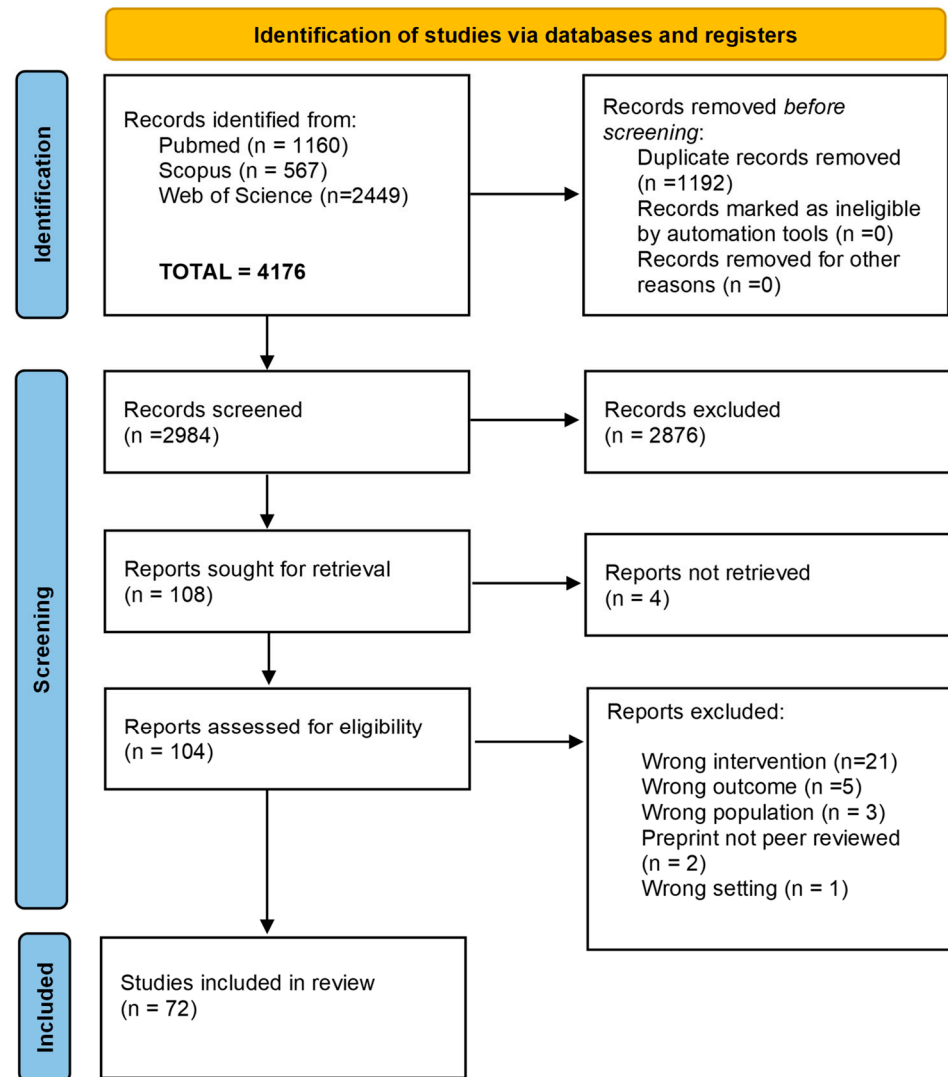 Identification of studies via databases and registers
Identification
Records identified from:
Pubmed (n = 1160)
Scopus (n = 567)
Web of Science (n=2449)
TOTAL = 4176
Records removed before
screening:
Duplicate records removed
(n =1192)
Records marked as ineligible
by automation tools (n =0)
Records removed for other
reasons (n =0)
Screening
Records screened
(n =2984)
Records excluded
(n = 2876)
Reports sought for retrieval
(n = 108)
Reports not retrieved
(n = 4)
Reports assessed for eligibility
(n = 104)
Reports excluded:
Wrong intervention (n=21)
Wrong outcome (n =5)
Wrong population (n = 3)
Preprint not peer reviewed
(n = 2)
Wrong setting (n = 1)
Included
Studies included in review
(n = 72)